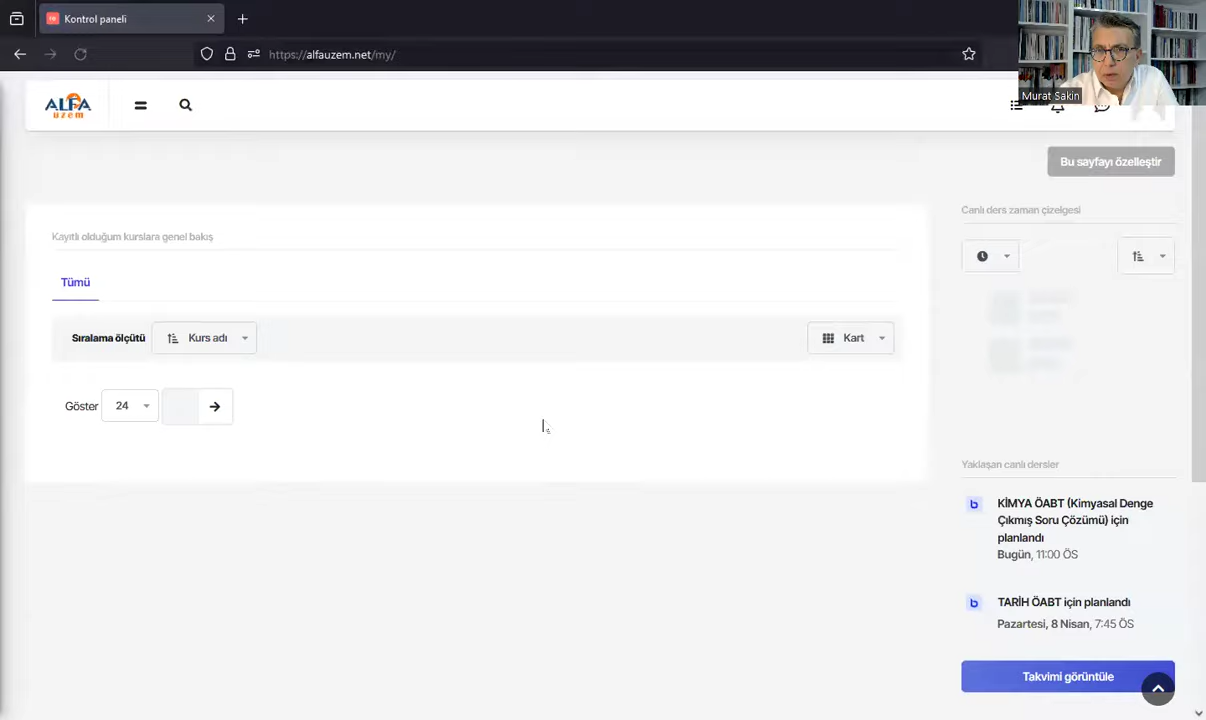 Kontrol paneli
https://alfauzem.net/my/
Murat Sakin
ALFA
uzem
Bu sayfayı özelleştir
Kayıtlı olduğum kurslara genel bakış
Tümü
Sıralama ölçütü
Kurs adı
Kart
Göster
24
Canlı ders zaman çizelgesi
Yaklaşan canlı dersler
KİMYA ÖABT (Kimyasal Denge
Çıkmış Soru Çözümü) için
planlandı
Bugün, 11:00 ÖS
TARİH ÖABT için planlandı
Pazartesi, 8 Nisan, 7:45 ÖS
Takvimi görüntüle